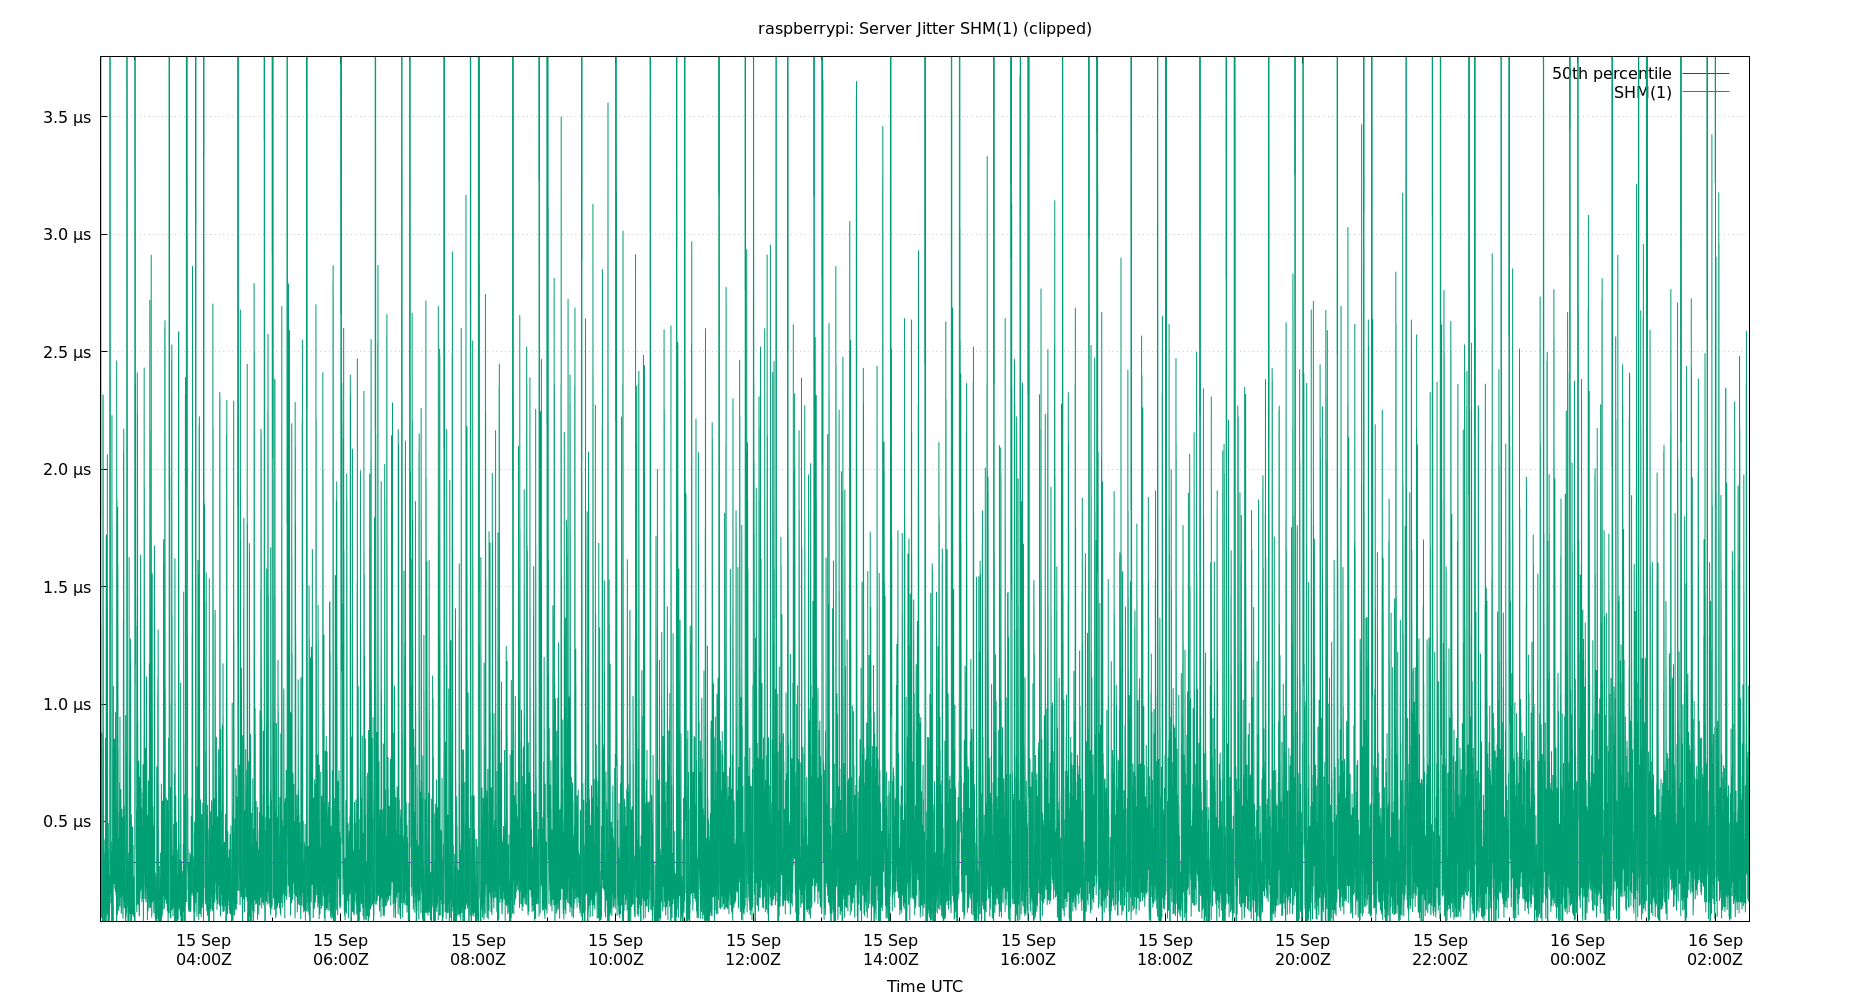 raspberrypi: Server Jitter SHM(1) (clipped)
50th percentile
SHM(1)
3.5 µs
3.0 µs
2.5 µs
2.0 µs
1.5 µs
1.0 µs
0.5 µs
15 Sep 15 Sep 15 Sep 15 Sep 15 Sep 15 Sep 15 Sep 15 Sep 15 Sep 15 Sep 16 Sep 16 Sep
04:00Z 06:00Z 08:00Z 10:00Z 12:00Z 14:00Z 16:00Z 18:00Z 20:00Z 22:00Z 00:00Z 02:00Z
Time UTC